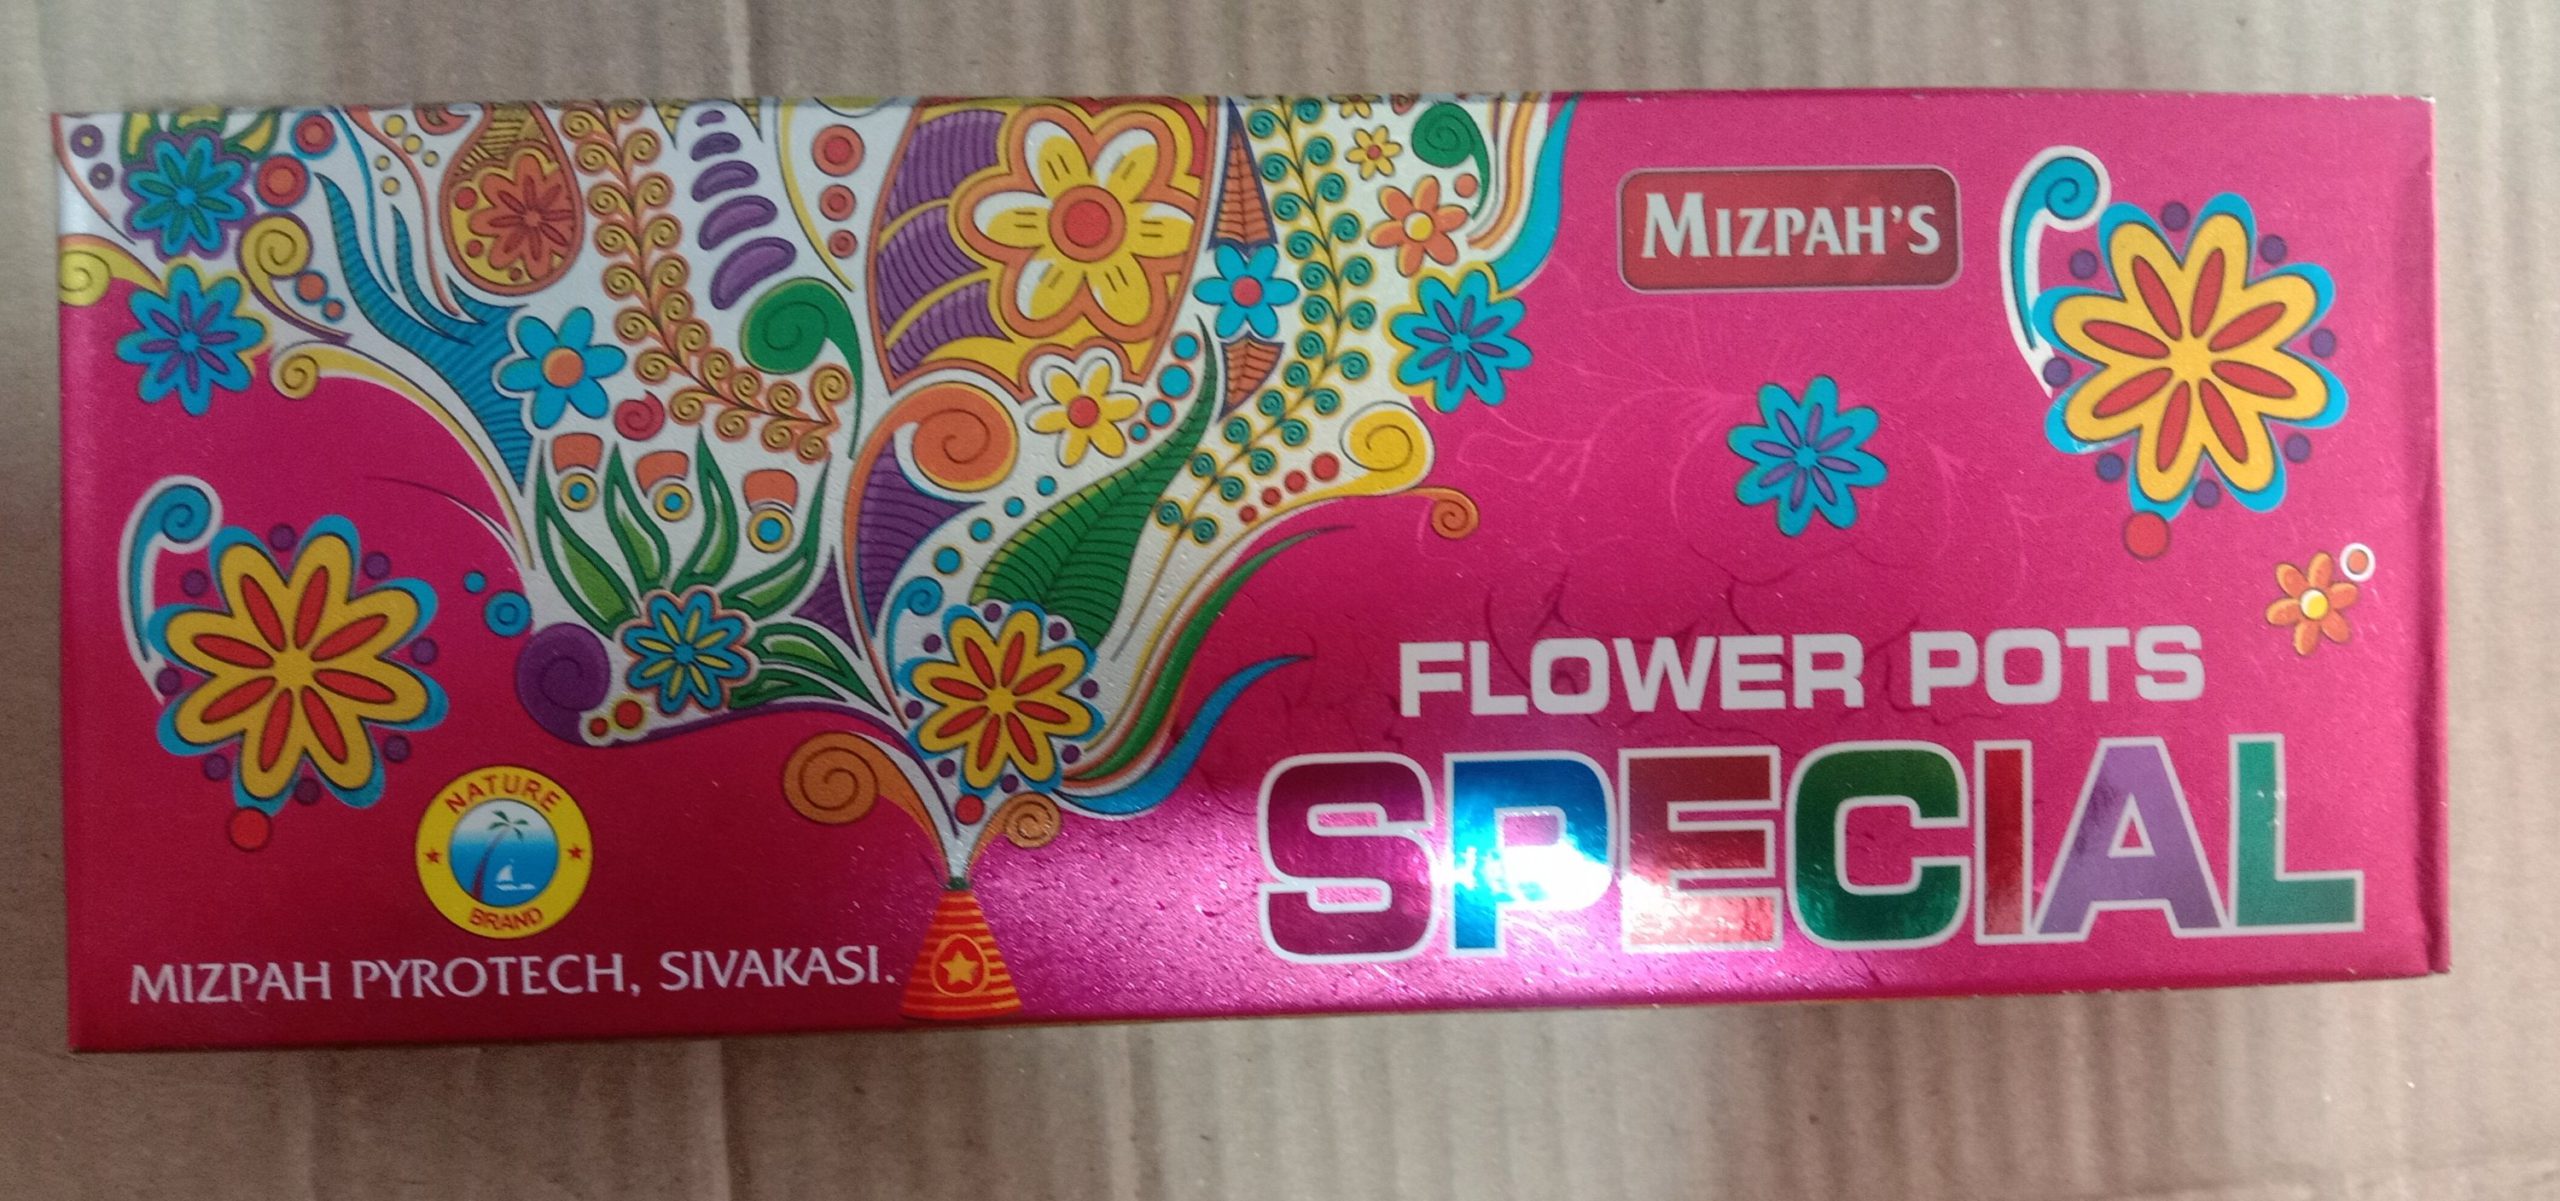 MIZPAH'S
FLOWER POTS
SPECIAL
NATURE
BRAND
MIZPAH PYROTECH, SIVAKASI.